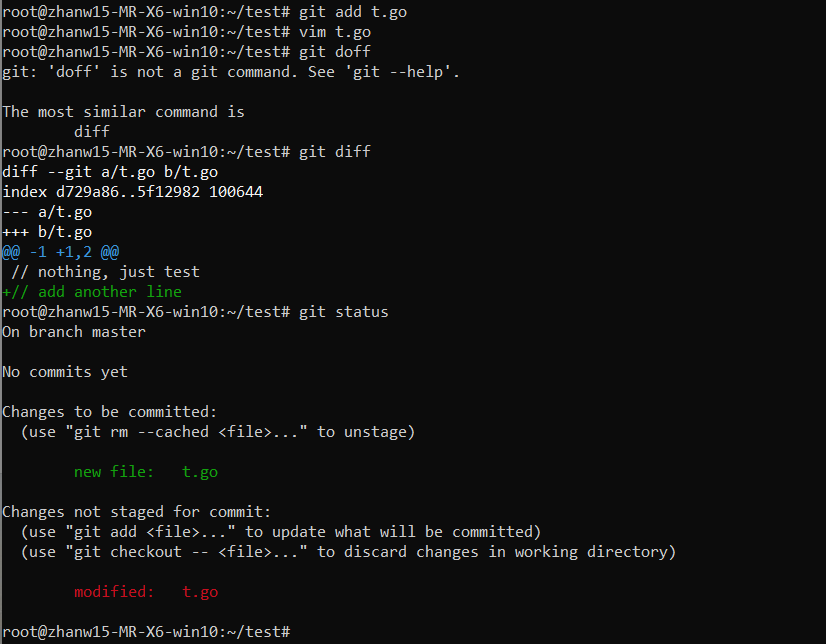 root@zhanw15-MR-X6-win10:~/test# git add t.go
root@zhanw15-MR-X6-win10:~/test# vim t.go
root@zhanw15-MR-X6-win10:~/test# git doff
git: 'doff' is not a git command. See 'git --help'.
The most similar command is
diff
root@zhanw15-MR-X6-win10:~/test# git diff
diff --git a/t.go b/t.go
index d729a86..5f12982 100644
--- a/t.go
+++ b/t.go
@@ -1 +1,2 @@
// nothing, just test
+// add another line
root@zhanw15-MR-X6-win10:~/test# git status
On branch master
No commits yet
Changes to be committed:
(use "git rm --cached <file>..." to unstage)
new file:   t.go
Changes not staged for commit:
(use "git add <file>..." to update what will be committed)
(use "git checkout -- <file>..." to discard changes in working directory)
modified:   t.go
root@zhanw15-MR-X6-win10:~/test#